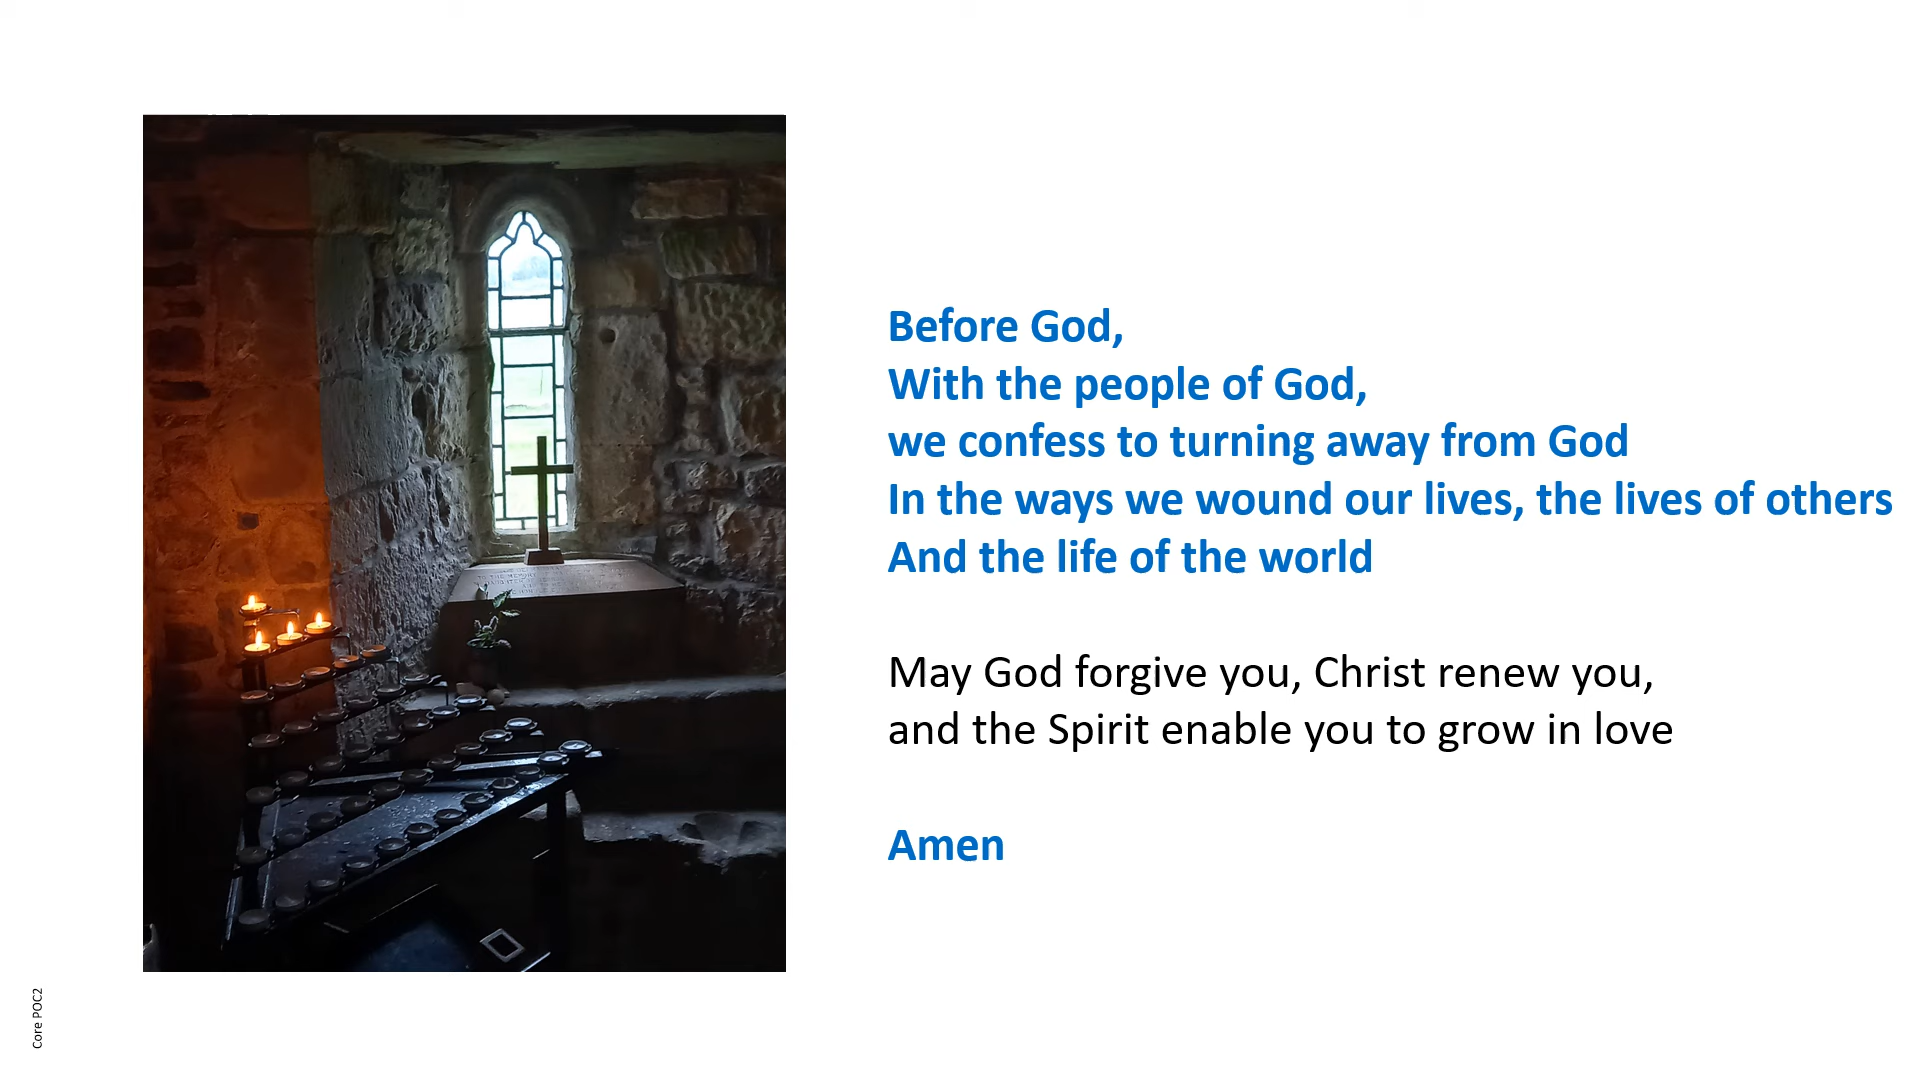 Before God,
With the people of God,
we confess to turning away from God
In the ways we wound our lives, the lives of others
And the life of the world
May God forgive you, Christ renew you,
and the Spirit enable you to grow in love
Amen
Core POC2